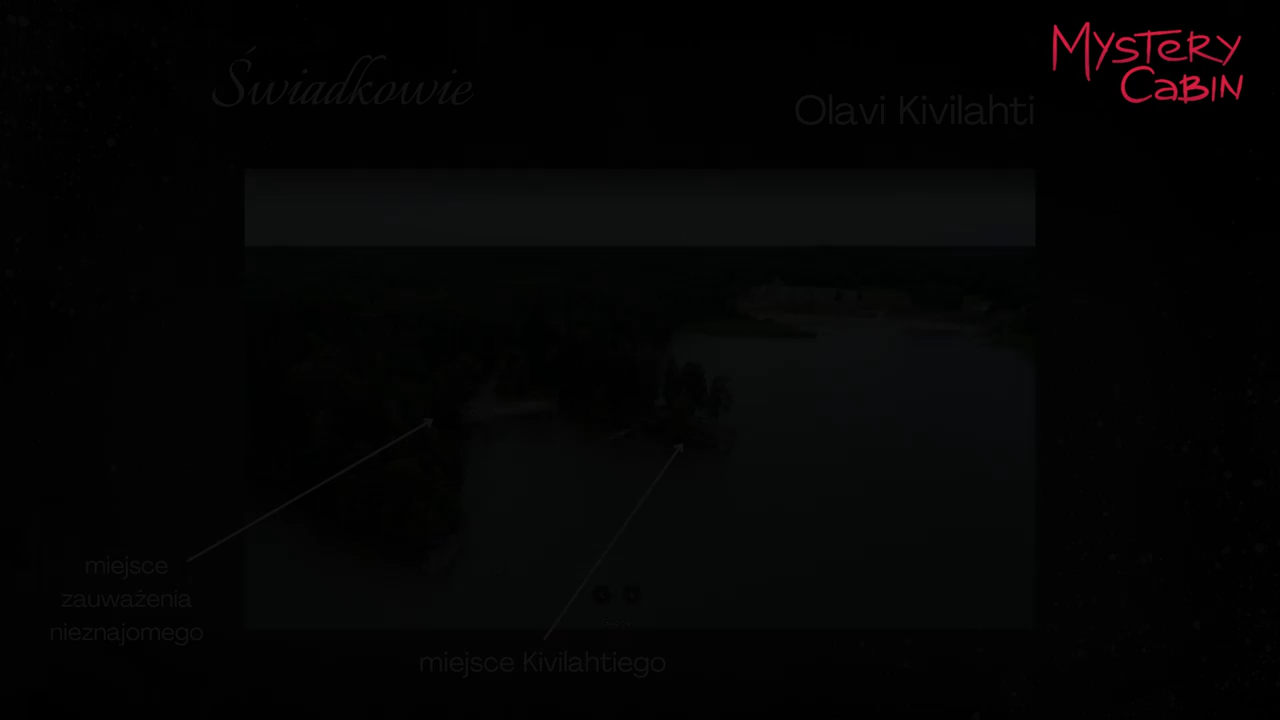 MYSTERY
CABIN
Świadkowie
Olavi Kivilahti
miejsce
zauważenia
nieznajomego
miejsce Kivilahtiego